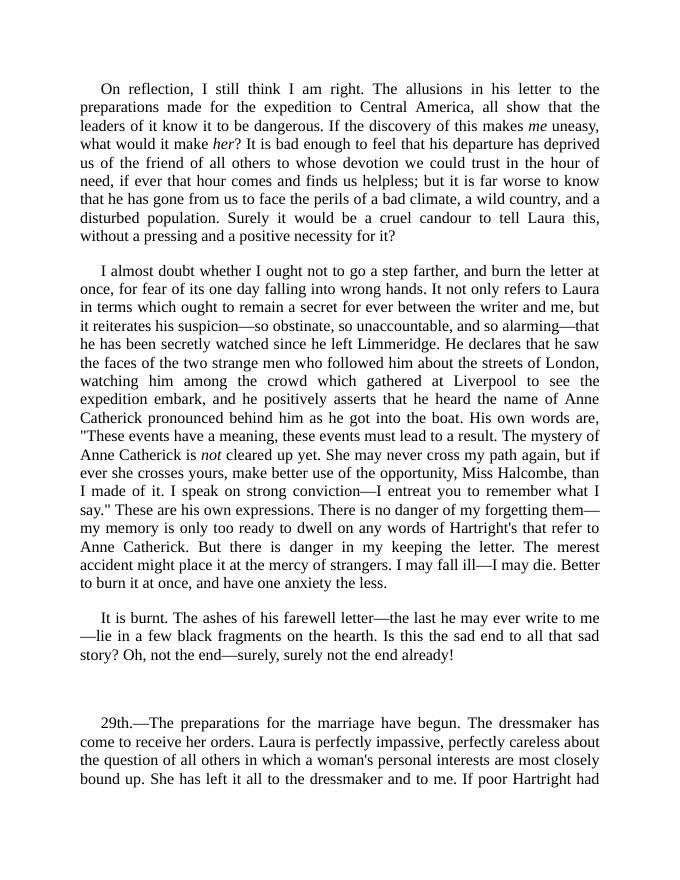 On reflection, I still think I am right. The allusions in his letter to the
preparations made for the expedition to Central America, all show that the
leaders of it know it to be dangerous. If the discovery of this makes me uneasy,
what would it make her? It is bad enough to feel that his departure has deprived
us of the friend of all others to whose devotion we could trust in the hour of
need, if ever that hour comes and finds us helpless; but it is far worse to know
that he has gone from us to face the perils of a bad climate, a wild country, and a
disturbed population. Surely it would be a cruel candour to tell Laura this,
without a pressing and a positive necessity for it?
I almost doubt whether I ought not to go a step farther, and burn the letter at
once, for fear of its one day falling into wrong hands. It not only refers to Laura
in terms which ought to remain a secret for ever between the writer and me, but
it reiterates his suspicion—so obstinate, so unaccountable, and so alarming—that
he has been secretly watched since he left Limmeridge. He declares that he saw
the faces of the two strange men who followed him about the streets of London,
watching him among the crowd which gathered at Liverpool to see the
expedition embark, and he positively asserts that he heard the name of Anne
Catherick pronounced behind him as he got into the boat. His own words are,
"These events have a meaning, these events must lead to a result. The mystery of
Anne Catherick is not cleared up yet. She may never cross my path again, but if
ever she crosses yours, make better use of the opportunity, Miss Halcombe, than
I made of it. I speak on strong conviction—I entreat you to remember what I
say." These are his own expressions. There is no danger of my forgetting them—
my memory is only too ready to dwell on any words of Hartright's that refer to
Anne Catherick. But there is danger in my keeping the letter. The merest
accident might place it at the mercy of strangers. I may fall ill—I may die. Better
to burn it at once, and have one anxiety the less.
It is burnt. The ashes of his farewell letter—the last he may ever write to me
—lie in a few black fragments on the hearth. Is this the sad end to all that sad
story? Oh, not the end—surely, surely not the end already!
29th.—The preparations for the marriage have begun. The dressmaker has
come to receive her orders. Laura is perfectly impassive, perfectly careless about
the question of all others in which a woman's personal interests are most closely
bound up. She has left it all to the dressmaker and to me. If poor Hartright had